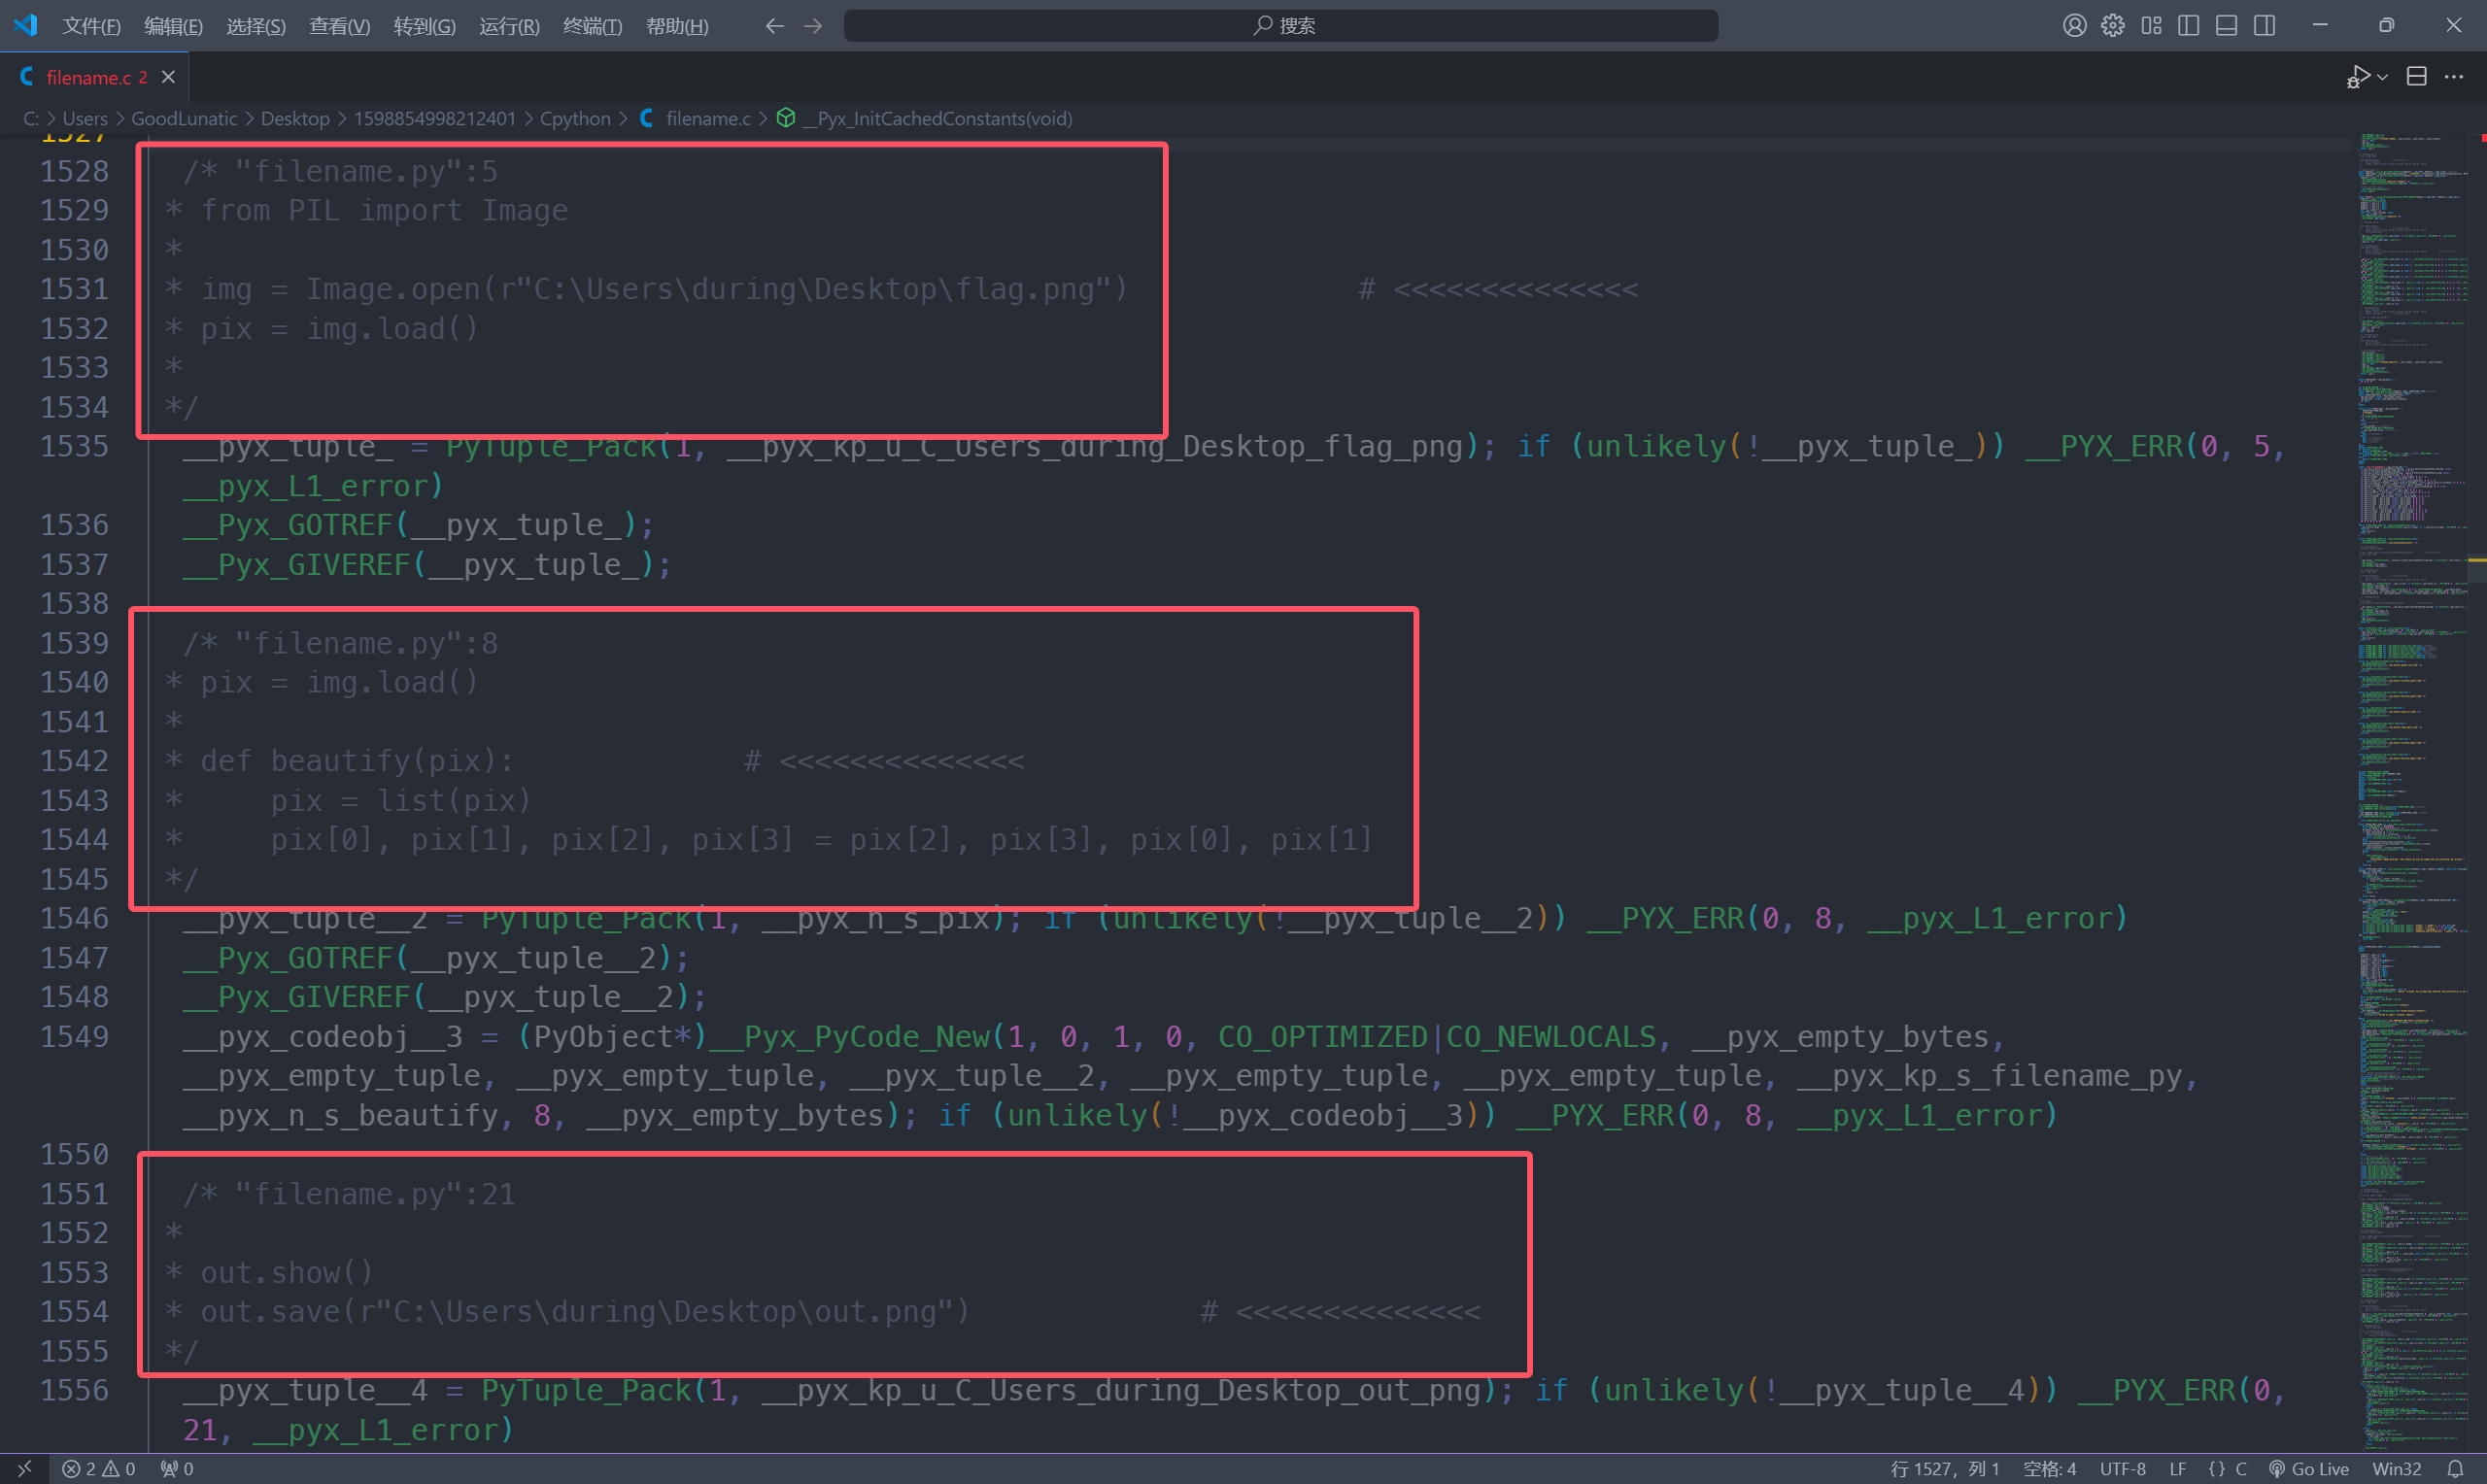 文件(F) 编辑(E) 选择(S) 查看(V) 转到(G) 运行(R) 终端(T) 帮助(H) 搜索
filename.c 2
C: > Users > GoodLunatic > Desktop > 1598854998212401 > Cpython > filename.c > __Pyx_InitCachedConstants(void)
1527
1528 /* "filename.py":5
1529 * from PIL import Image
1530 *
1531 * img = Image.open(r"C:\Users\during\Desktop\flag.png") # <<<<<<<<<<<<<<
1532 * pix = img.load()
1533 *
1534 */
1535 __pyx_tuple_ = PyTuple_Pack(1, __pyx_kp_u_C_Users_during_Desktop_flag_png); if (unlikely(!__pyx_tuple_)) __PYX_ERR(0, 5,
__pyx_L1_error)
1536 __Pyx_GOTREF(__pyx_tuple_);
1537 __Pyx_GIVEREF(__pyx_tuple_);
1538
1539 /* "filename.py":8
1540 * pix = img.load()
1541 *
1542 * def beautify(pix): # <<<<<<<<<<<<<<
1543 * pix = list(pix)
1544 * pix[0], pix[1], pix[2], pix[3] = pix[2], pix[3], pix[0], pix[1]
1545 */
1546 __pyx_tuple__2 = PyTuple_Pack(1, __pyx_n_s_pix); if (unlikely(!__pyx_tuple__2)) __PYX_ERR(0, 8, __pyx_L1_error)
1547 __Pyx_GOTREF(__pyx_tuple__2);
1548 __Pyx_GIVEREF(__pyx_tuple__2);
1549 __pyx_codeobj__3 = (PyObject*)__Pyx_PyCode_New(1, 0, 1, 0, CO_OPTIMIZED|CO_NEWLOCALS, __pyx_empty_bytes,
__pyx_empty_tuple, __pyx_empty_tuple, __pyx_tuple__2, __pyx_empty_tuple, __pyx_empty_tuple, __pyx_kp_s_filename_py,
__pyx_n_s_beautify, 8, __pyx_empty_bytes); if (unlikely(!__pyx_codeobj__3)) __PYX_ERR(0, 8, __pyx_L1_error)
1550
1551 /* "filename.py":21
1552 *
1553 * out.show()
1554 * out.save(r"C:\Users\during\Desktop\out.png") # <<<<<<<<<<<<<<
1555 */
1556 __pyx_tuple__4 = PyTuple_Pack(1, __pyx_kp_u_C_Users_during_Desktop_out_png); if (unlikely(!__pyx_tuple__4)) __PYX_ERR(0,
21, __pyx_L1_error)
2 0 0 行 1527，列 1 空格: 4 UTF-8 LF {} C Go Live Win32